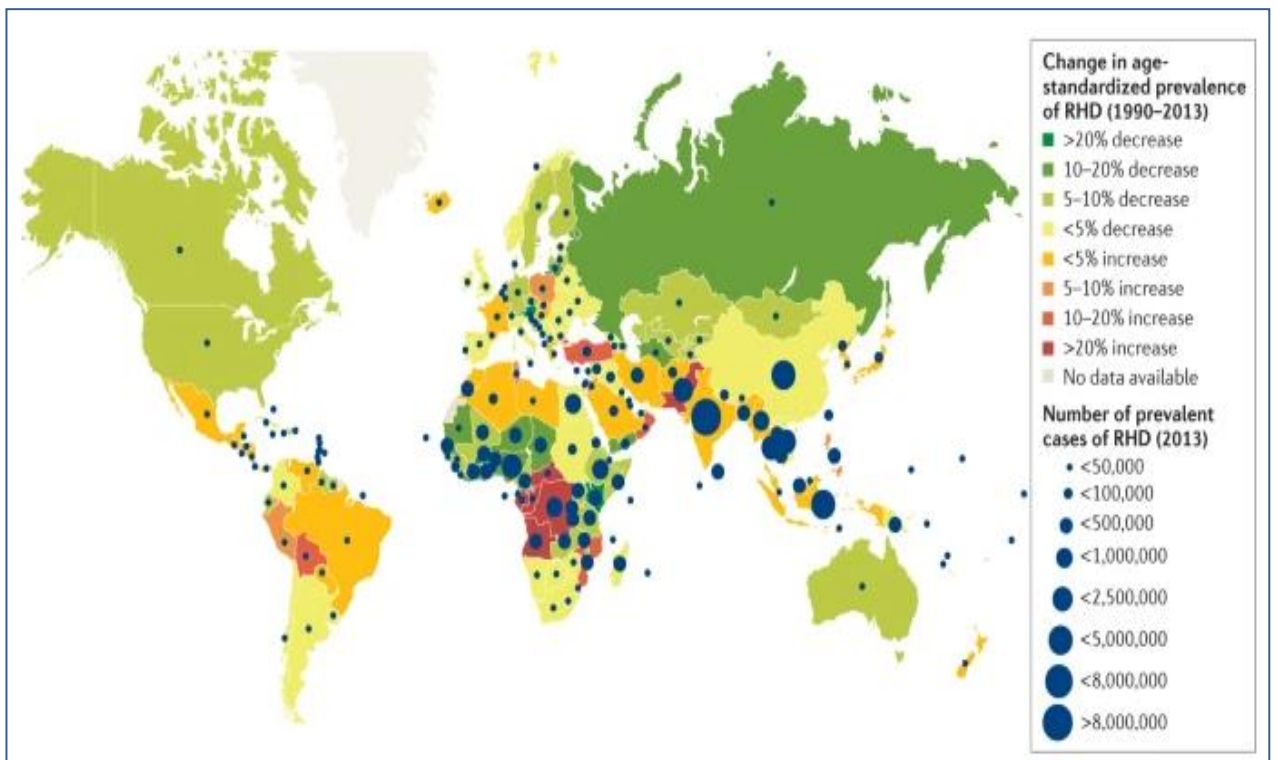 Change in age-
standardized prevalence
of RHD (1990–2013)
>20% decrease
10–20% decrease
5–10% decrease
<5% decrease
<5% increase
5–10% increase
10–20% increase
>20% increase
No data available
Number of prevalent
cases of RHD (2013)
<50,000
<100,000
<500,000
<1,000,000
<2,500,000
<5,000,000
<8,000,000
>8,000,000